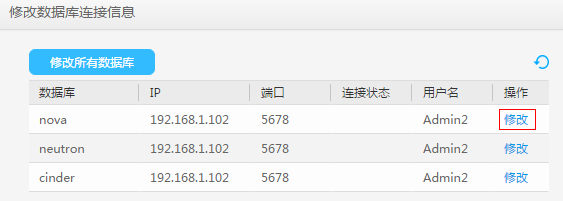 修改数据库连接信息
修改所有数据库
数据库 IP 端口 连接状态 用户名 操作
nova 192.168.1.102 5678 Admin2 修改
neutron 192.168.1.102 5678 Admin2 修改
cinder 192.168.1.102 5678 Admin2 修改